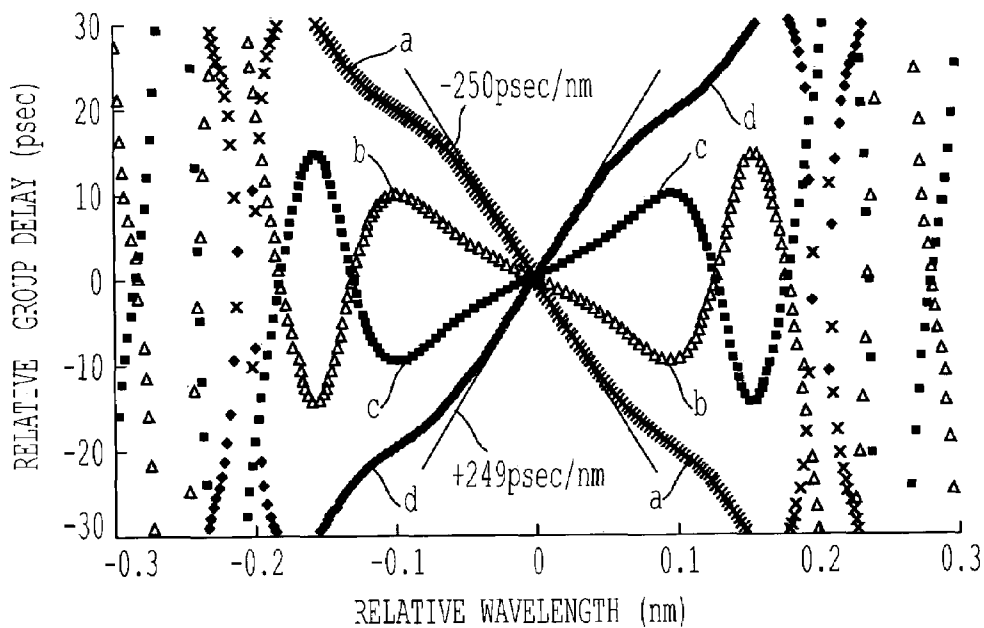 RELATIVE GROUP DELAY (psec)
30
20
10
0
-10
-20
-30
a
-250psec/nm
d
b
c
c
b
+249psec/nm
d
a
-0.3
-0.2
-0.1
0
0.1
0.2
0.3
RELATIVE WAVELENGTH (nm)